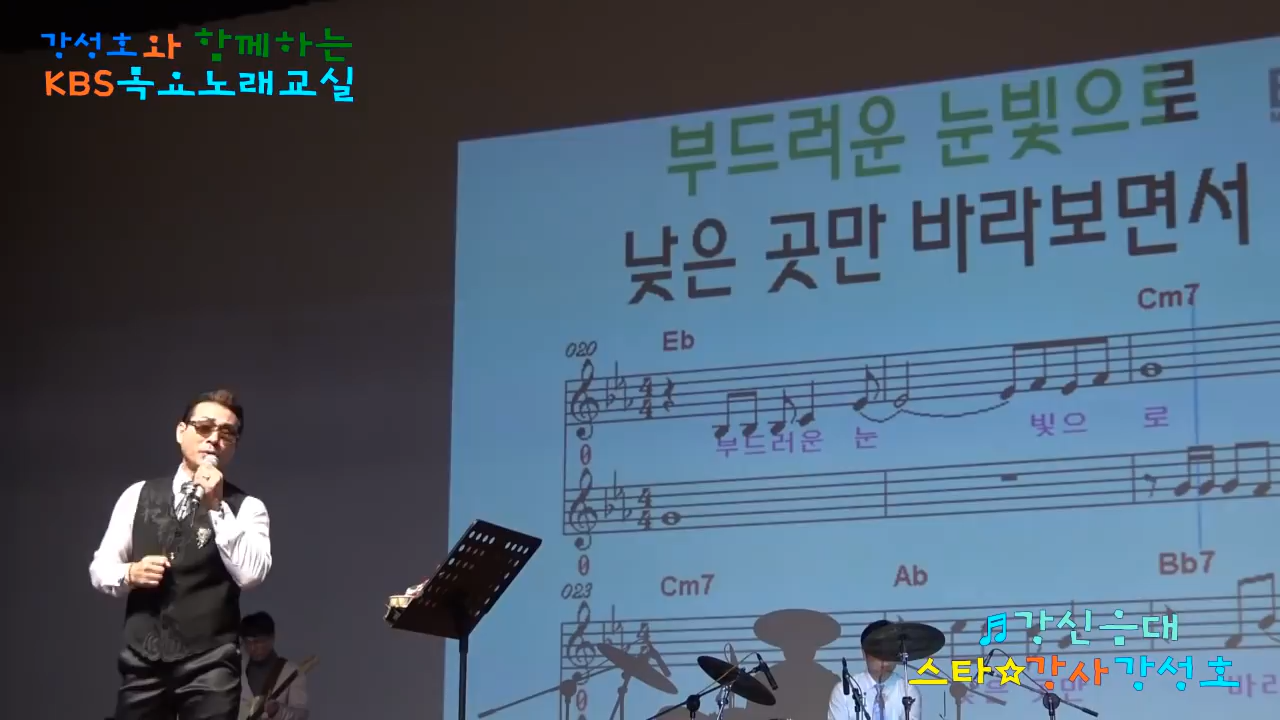 강성호와 함께하는
KBS목요노래교실
부드러운 눈빛으로
낮은 곳만 바라보면서
Eb Cm7
020
부드러운 눈 빛으 로
0
0
Cm7 Ab Bb7
023
♬강신음대
스타☆강사강성호